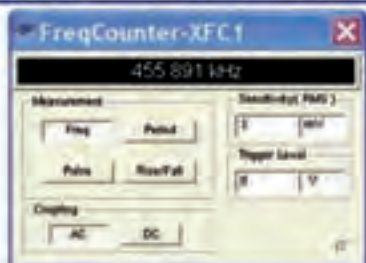 FreqCounter-XFC1
455.891 kHz
Measurement
Freq Period
Pulse Rise/Fall
Coupling
AC DC
Sensitivity( RMS )
mV
Trigger Level
V